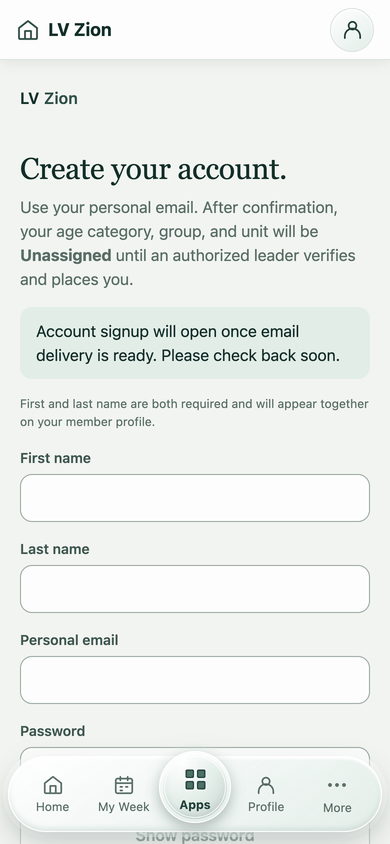 LV Zion
LV Zion
Create your account.
Use your personal email. After confirmation,
your age category, group, and unit will be
Unassigned until an authorized leader verifies
and places you.
Account signup will open once email
delivery is ready. Please check back soon.
First and last name are both required and will appear together
on your member profile.
First name
Last name
Personal email
Password
Home
My Week
Apps
Profile
More
Show password